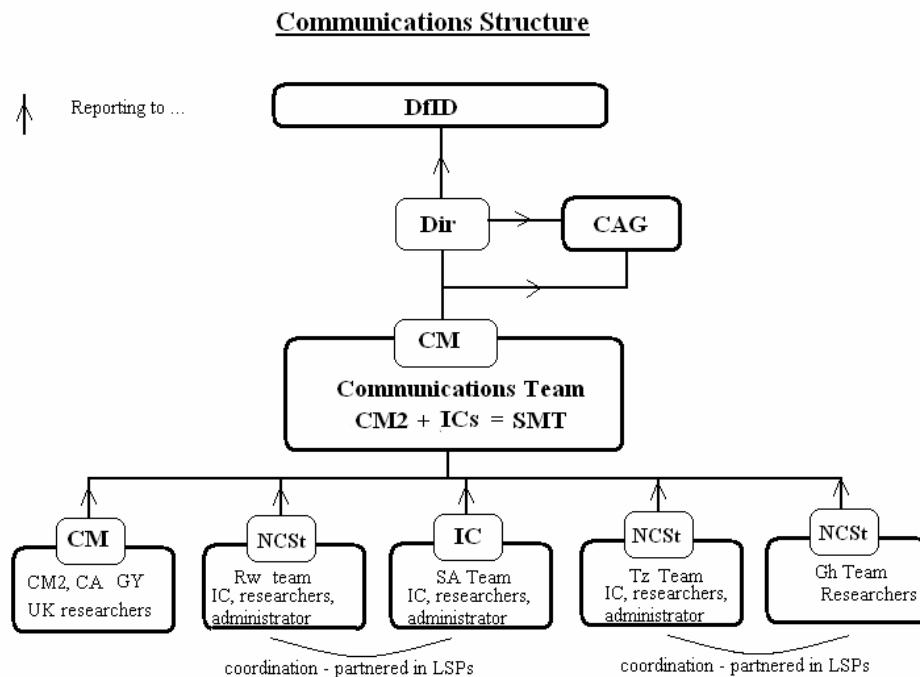 Communications Structure
Reporting to ...
DfID
Dir
CAG
CM
Communications Team
CM2 + ICs = SMT
CM
CM2, CA GY
UK researchers
NCSt
Rw team
IC, researchers,
administrator
IC
SA Team
IC, researchers,
administrator
NCSt
Tz Team
IC, researchers,
administrator
NCSt
Gh Team
Researchers
coordination - partnered in LSPs
coordination - partnered in LSPs